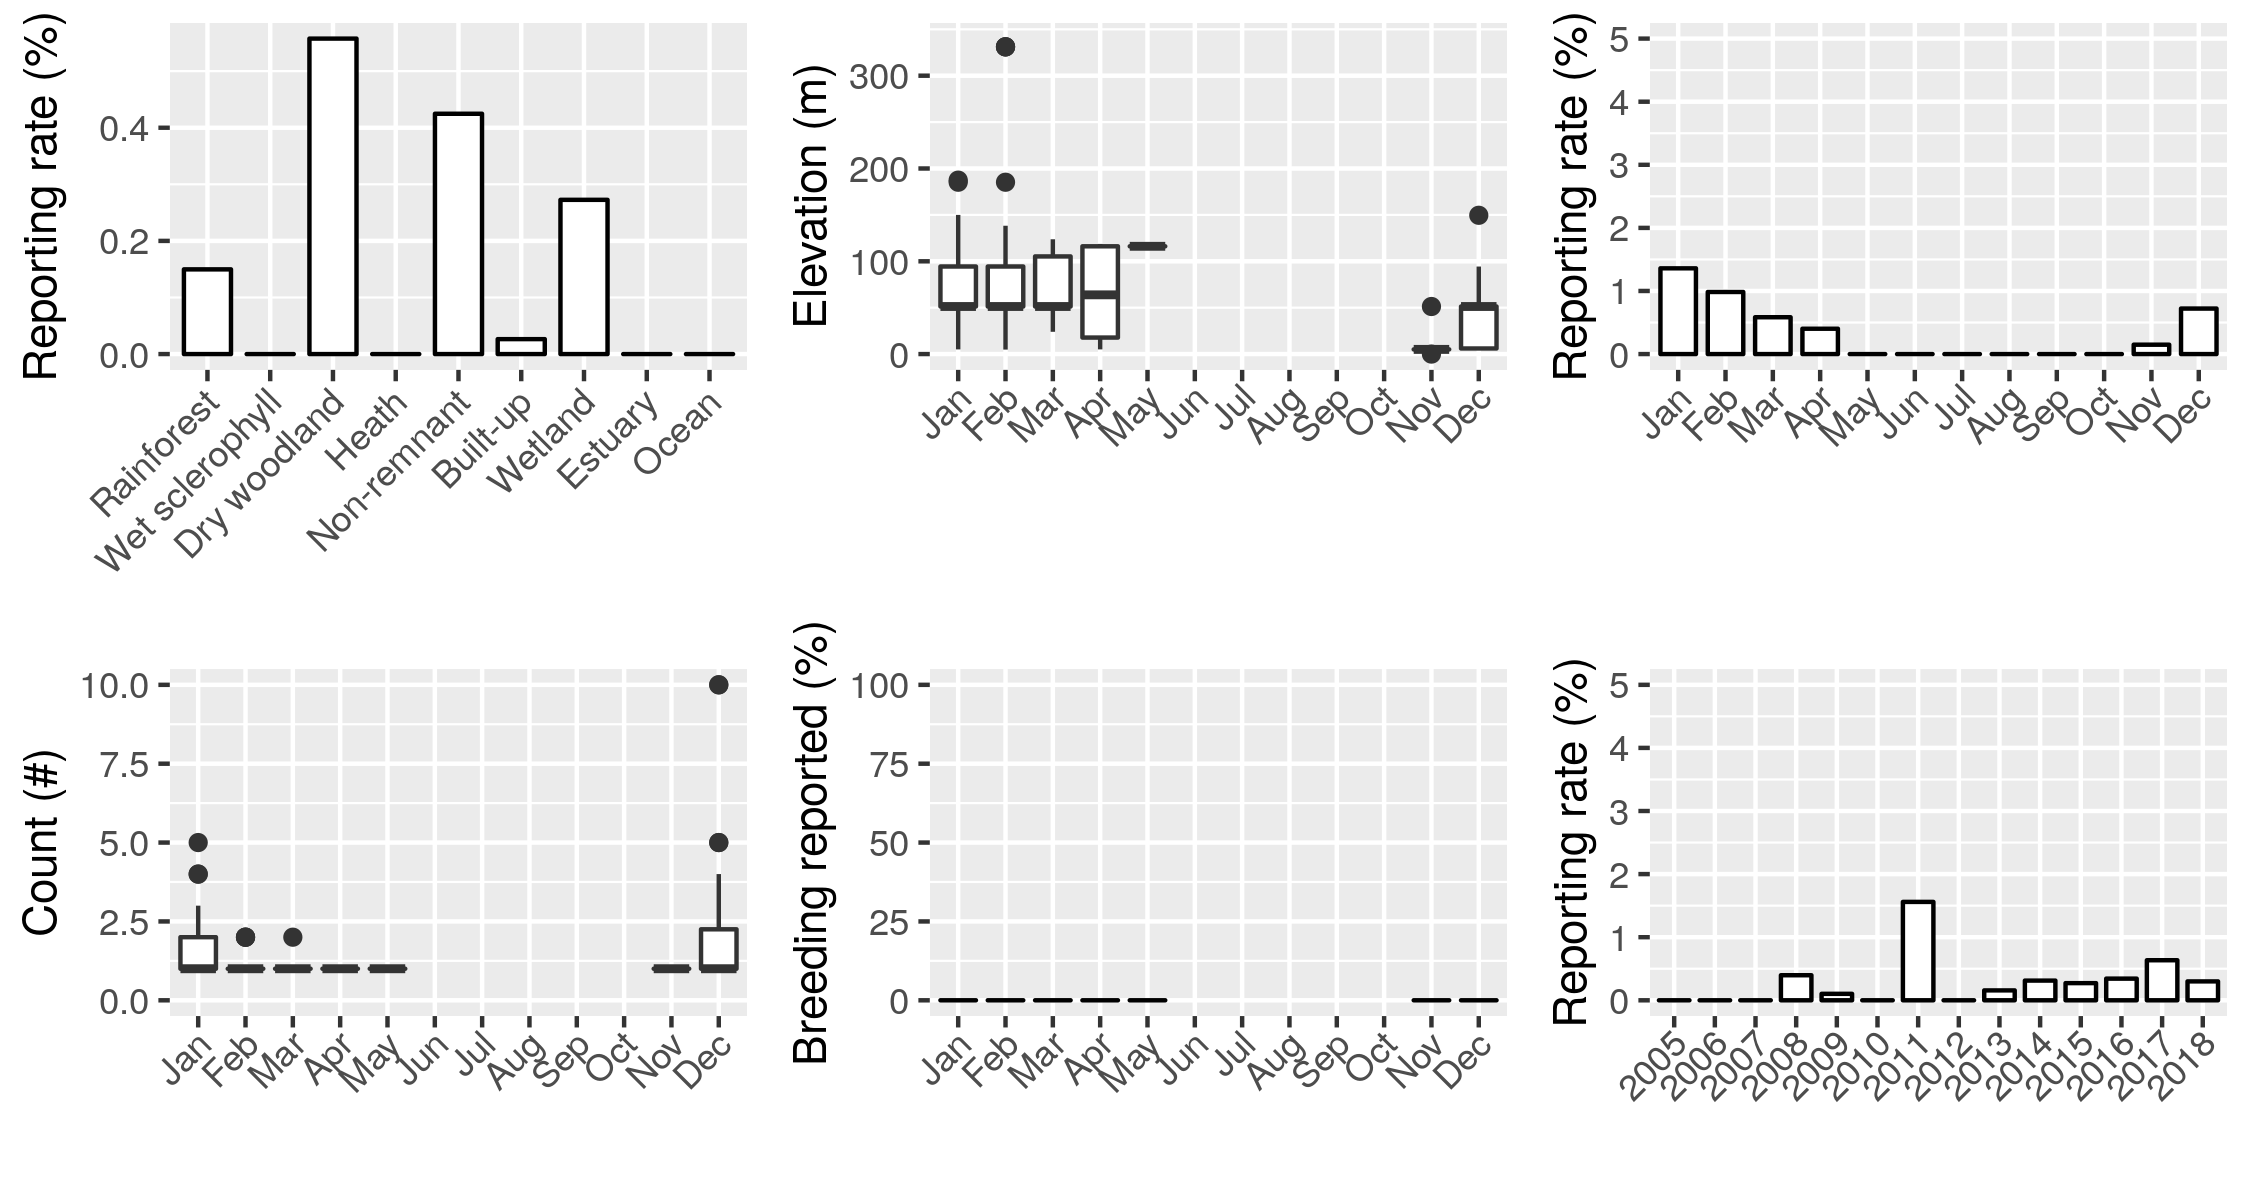 Reporting rate (%)
0.4
0.2
0.0
Rainforest
Wet sclerophyll
Dry woodland
Heath
Non-remnant
Built-up
Wetland
Estuary
Ocean
Elevation (m)
300
200
100
0
Jan
Feb
Mar
Apr
May
Jun
Jul
Aug
Sep
Oct
Nov
Dec
Reporting rate (%)
5
4
3
2
1
0
Jan
Feb
Mar
Apr
May
Jun
Jul
Aug
Sep
Oct
Nov
Dec
Count (#)
10.0
7.5
5.0
2.5
0.0
Jan
Feb
Mar
Apr
May
Jun
Jul
Aug
Sep
Oct
Nov
Dec
Breeding reported (%)
100
75
50
25
0
Jan
Feb
Mar
Apr
May
Jun
Jul
Aug
Sep
Oct
Nov
Dec
Reporting rate (%)
5
4
3
2
1
0
2005
2006
2007
2008
2009
2010
2011
2012
2013
2014
2015
2016
2017
2018